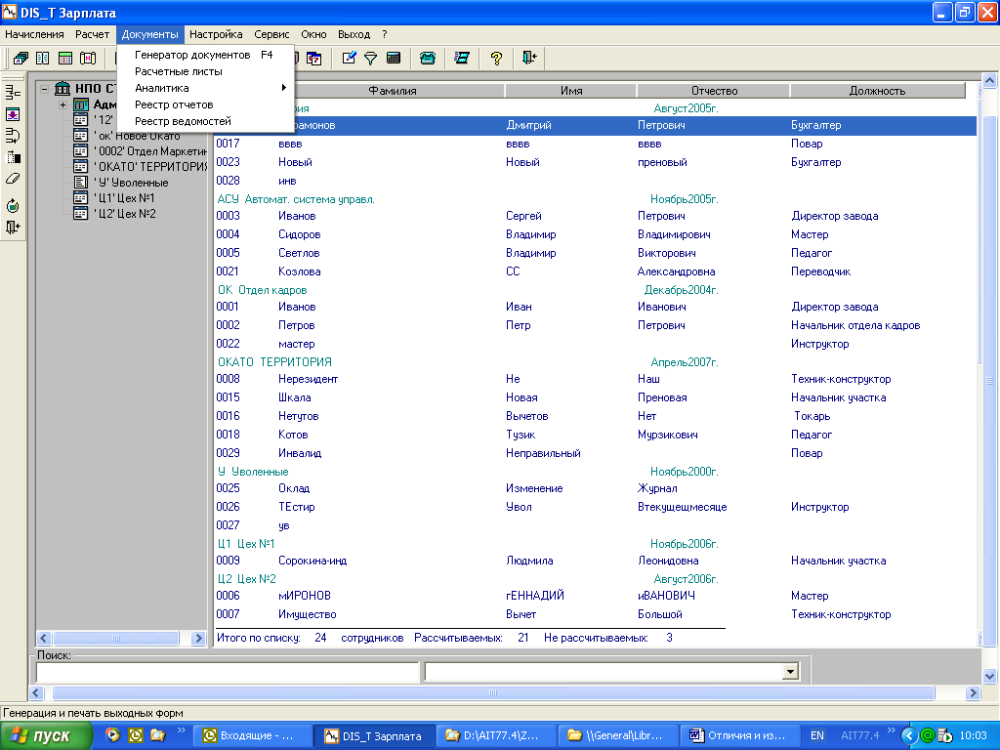 DIS_T Зарплата
Начисления Расчет Документы Настройка Сервис Окно Выход ?
Генератор документов F4
Расчетные листы
Аналитика
Реестр отчетов
Реестр ведомостей
НПО СТ
Адм
'12'
'ок' Новое Окато
'0002' Отдел Маркетин
'ОКАТО' ТЕРРИТОРИЯ
'У' Уволенные
'Ц1' Цех №1
'Ц2' Цех №2
Фамилия Имя Отчество Должность
Август2005г.
Дмитрий Петрович Бухгалтер
0017 вввв вввв вввв Повар
0023 Новый Новый преновый Бухгалтер
0028 инв
АСУ Автомат. система управл. Ноябрь2005г.
0003 Иванов Сергей Петрович Директор завода
0004 Сидоров Владимир Владимирович Мастер
0005 Светлов Владимир Викторович Педагог
0021 Козлова СС Александровна Переводчик
ОК Отдел кадров Декабрь2004г.
0001 Иванов Иван Иванович Директор завода
0002 Петров Петр Петрович Начальник отдела кадров
0022 мастер Инструктор
ОКАТО ТЕРРИТОРИЯ Апрель2007г.
0008 Нерезидент Не Наш Техник-конструктор
0015 Шкала Новая Преновая Начальник участка
0016 Нетутов Вычетов Нет Токарь
0018 Котов Тузик Мурзикович Педагог
0029 Инвалид Неправильный Повар
У Уволенные Ноябрь2000г.
0025 Оклад Изменение Журнал
0026 ТЕстир Увол Втекущещмесяце Инструктор
0027 ув
Ц1 Цех №1 Ноябрь2006г.
0009 Сорокина-инд Людмила Леонидовна Начальник участка
Ц2 Цех №2 Август2006г.
0006 мИРОНОВ гЕННАДИЙ иВАНОВИЧ Мастер
0007 Имущество Вычет Большой Техник-конструктор
Итого по списку: 24 сотрудников Рассчитываемых: 21 Не рассчитываемых: 3
Поиск:
Генерация и печать выходных форм
пуск Входящие - ... DIS_T Зарплата D:\AIT77.4\Z... \\General\Libr... Отличия и из... EN AIT77.4 10:03